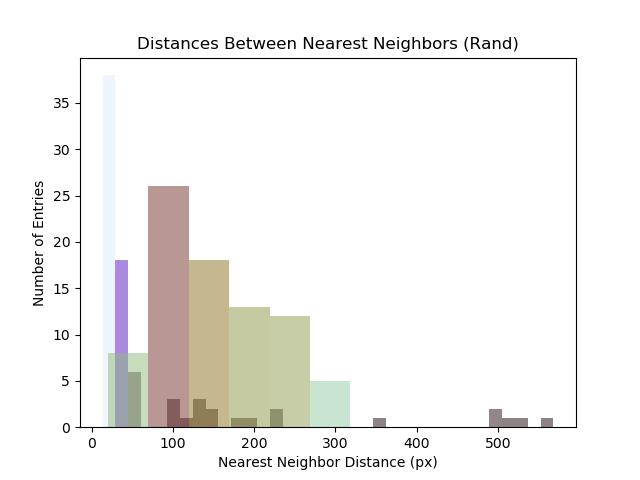 Distances Between Nearest Neighbors (Rand)
Number of Entries
35
30
25
20
15
10
5
0
0 100 200 300 400 500
Nearest Neighbor Distance (px)